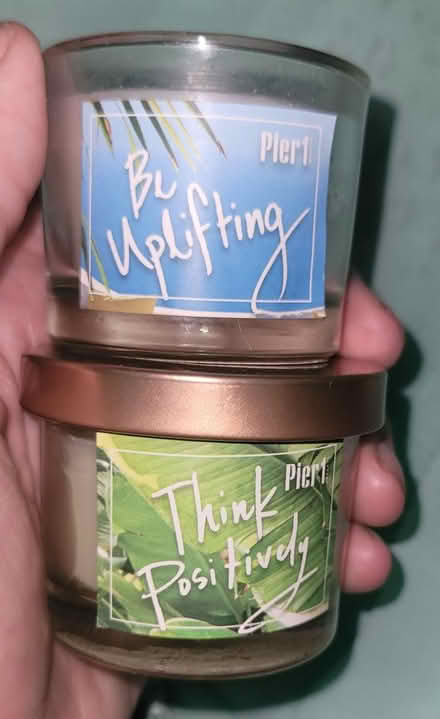 Pier1
Be
Uplifting
Pier1
Think
Positively